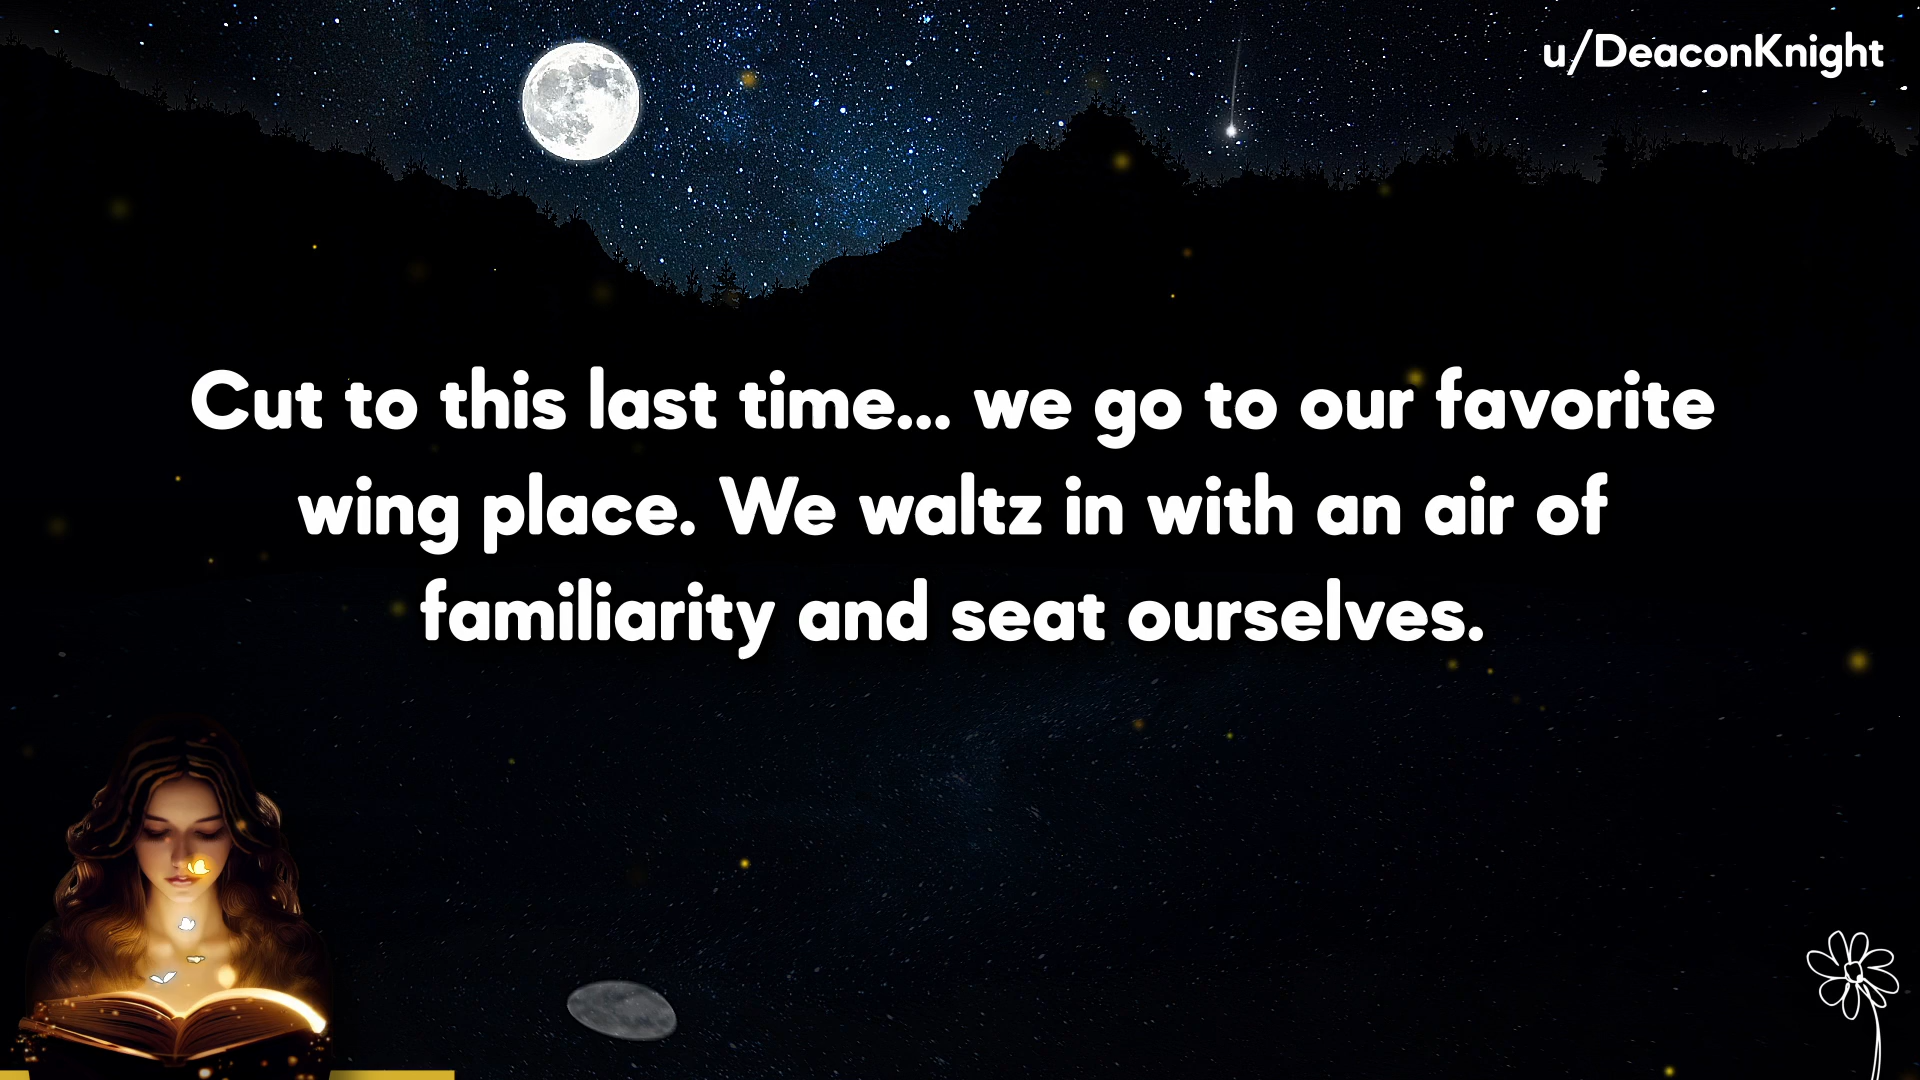 u/DeaconKnight
Cut to this last time... we go to our favorite
wing place. We waltz in with an air of
familiarity and seat ourselves.